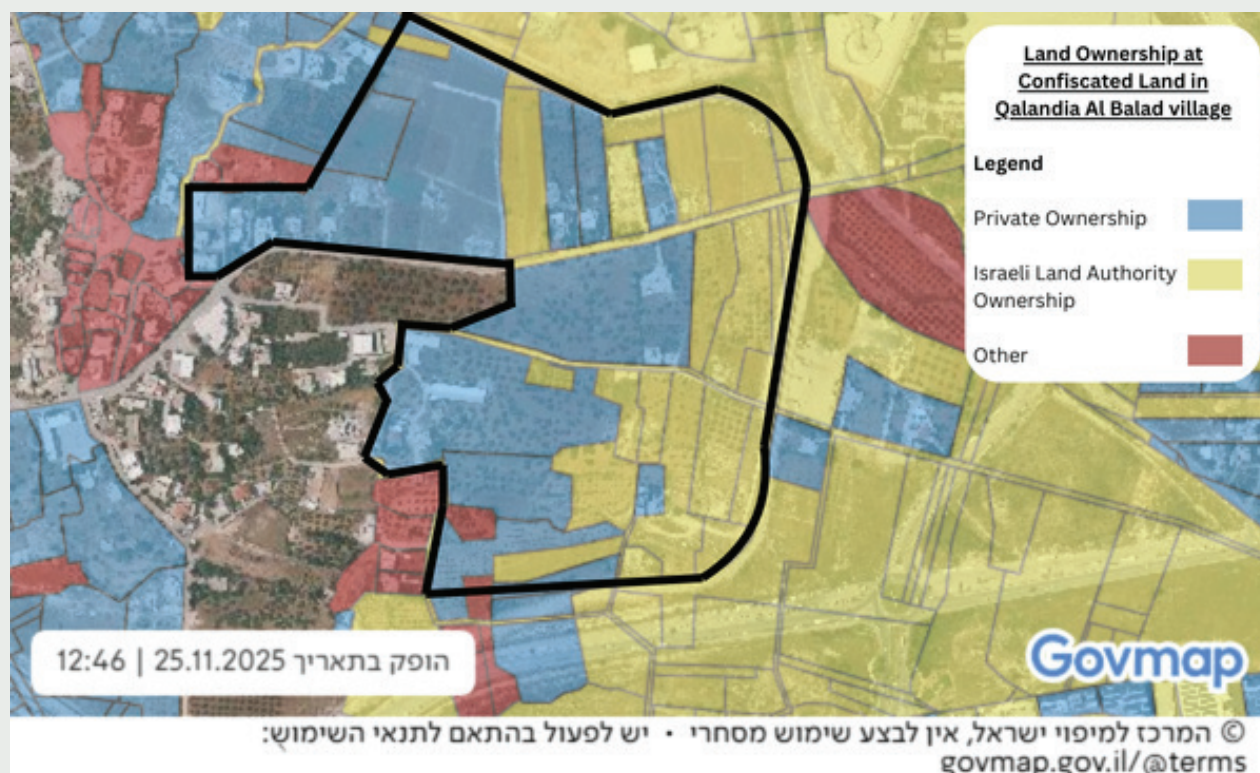 Land Ownership at
Confiscated Land in
Qalandia Al Balad village
Legend
Private Ownership
Israeli Land Authority
Ownership
Other
הופק בתאריך 25.11.2025 | 12:46
Govmap
© המרכז למיפוי ישראל, אין לבצע שימוש מסחרי • יש לפעול בהתאם לתנאי השימוש:
govmap.gov.il/@terms